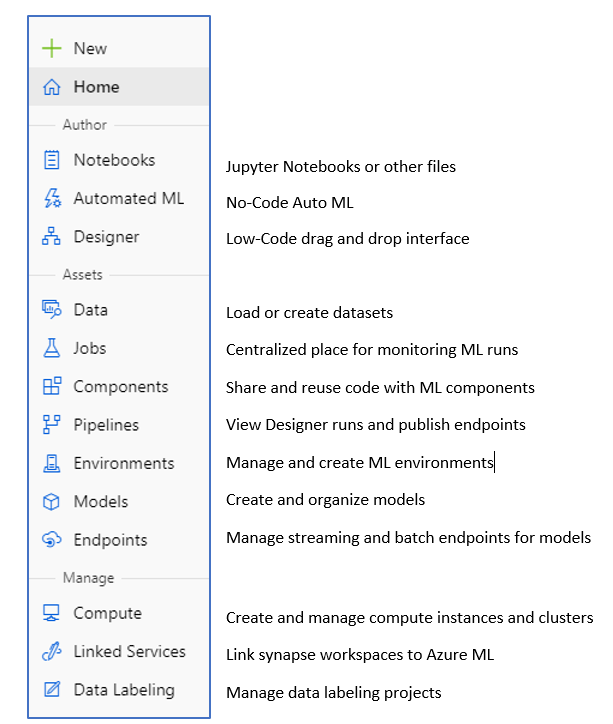 New
Home
Author
Notebooks Jupyter Notebooks or other files
Automated ML No-Code Auto ML
Designer Low-Code drag and drop interface
Assets
Data Load or create datasets
Jobs Centralized place for monitoring ML runs
Components Share and reuse code with ML components
Pipelines View Designer runs and publish endpoints
Environments Manage and create ML environments
Models Create and organize models
Endpoints Manage streaming and batch endpoints for models
Manage
Compute Create and manage compute instances and clusters
Linked Services Link synapse workspaces to Azure ML
Data Labeling Manage data labeling projects